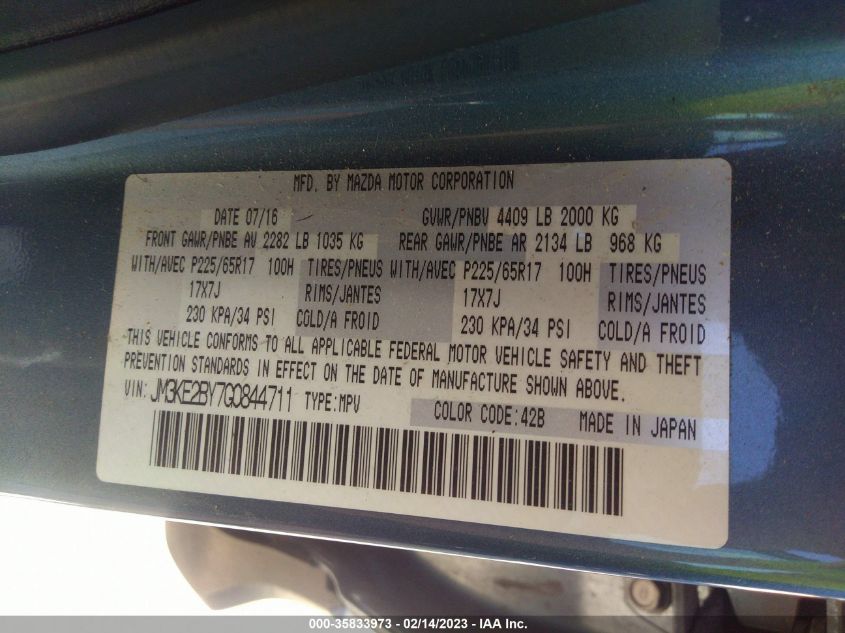 MFD. BY MAZDA MOTOR CORPORATION
DATE 07/16 GVWR/PNBV 4409 LB 2000 KG
FRONT GAWR/PNBE AV 2282 LB 1035 KG REAR GAWR/PNBE AR 2134 LB 968 KG
WITH/AVEC P225/65R17 100H TIRES/PNEUS WITH/AVEC P225/65R17 100H TIRES/PNEUS
17X7J RIMS/JANTES 17X7J RIMS/JANTES
230 KPA/34 PSI COLD/A FROID 230 KPA/34 PSI COLD/A FROID
THIS VEHICLE CONFORMS TO ALL APPLICABLE FEDERAL MOTOR VEHICLE SAFETY AND THEFT
PREVENTION STANDARDS IN EFFECT ON THE DATE OF MANUFACTURE SHOWN ABOVE.
VIN: JM3KE2BY7G0844711 TYPE:MPV COLOR CODE:42B MADE IN JAPAN
000-35833973 - 02/14/2023 - IAA Inc.